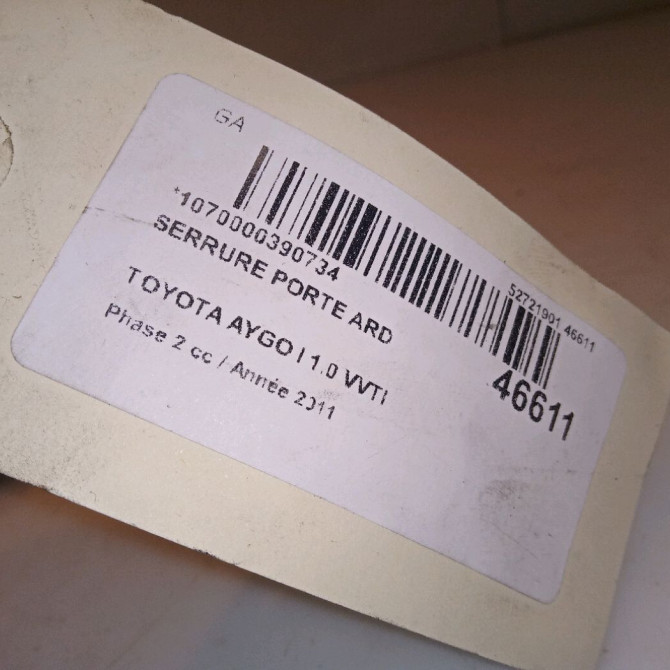 GA
*1070000390734
52721901 46611
SERRURE PORTE ARD
46611
TOYOTA AYGO I 1.0 VVTI
Phase 2 cc / Année 2011